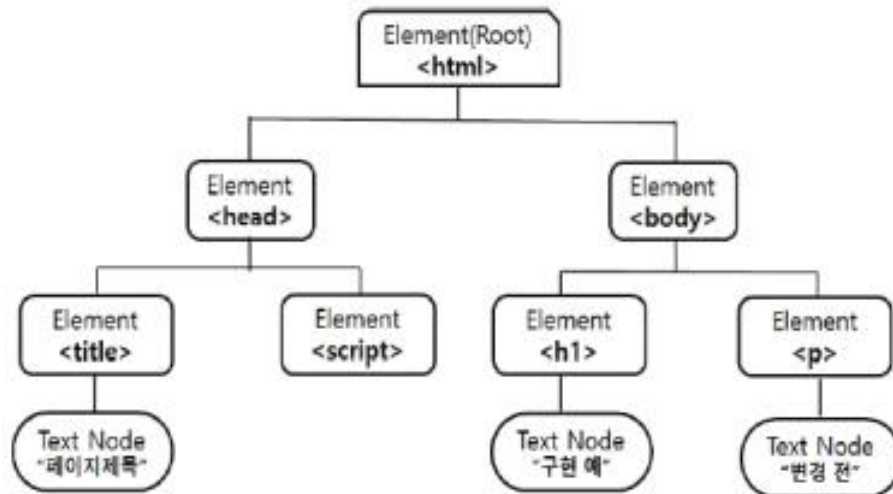 Element(Root)
<html>
Element
<head>
Element
<body>
Element
<title>
Element
<script>
Element
<h1>
Element
<p>
Text Node
"페이지제목"
Text Node
"구현 예"
Text Node
"변경 전"